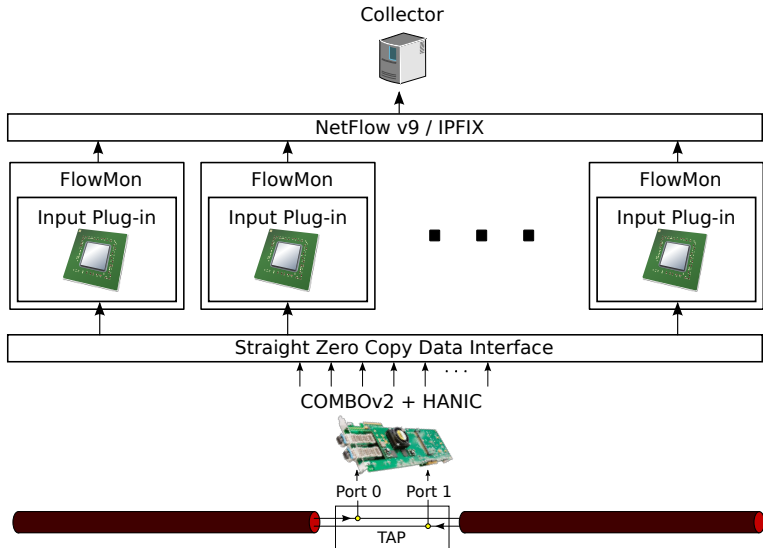 Collector
NetFlow v9 / IPFIX
FlowMon
FlowMon
FlowMon
Input Plug-in
Input Plug-in
Input Plug-in
Straight Zero Copy Data Interface
. . .
COMBOv2 + HANIC
Port 0
Port 1
TAP